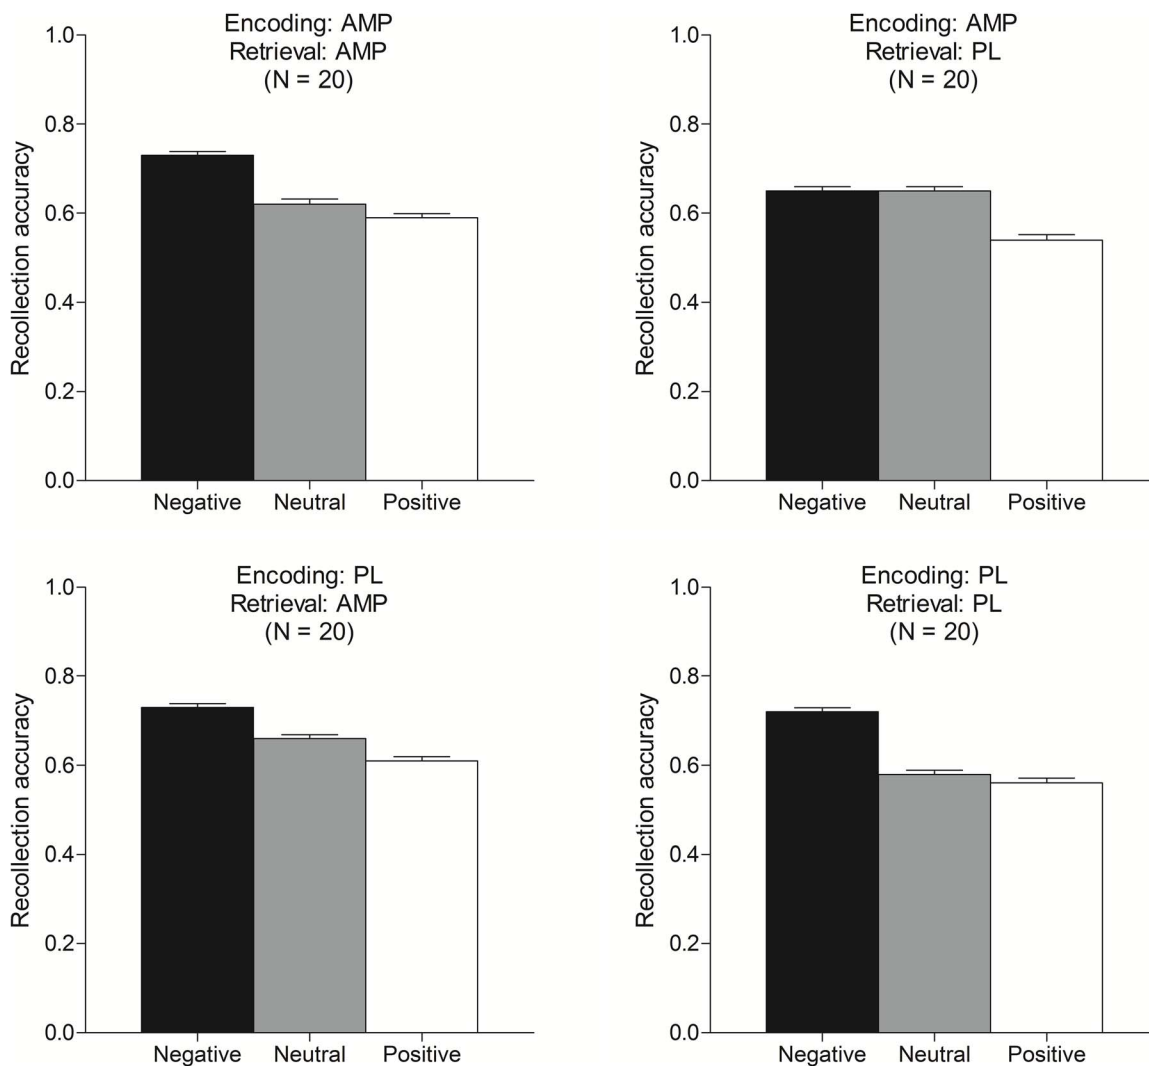 Encoding: AMP
Retrieval: AMP
(N = 20)
Recollection accuracy
1.0
0.8
0.6
0.4
0.2
0.0
Negative
Neutral
Positive
Encoding: AMP
Retrieval: PL
(N = 20)
Recollection accuracy
1.0
0.8
0.6
0.4
0.2
0.0
Negative
Neutral
Positive
Encoding: PL
Retrieval: AMP
(N = 20)
Recollection accuracy
1.0
0.8
0.6
0.4
0.2
0.0
Negative
Neutral
Positive
Encoding: PL
Retrieval: PL
(N = 20)
Recollection accuracy
1.0
0.8
0.6
0.4
0.2
0.0
Negative
Neutral
Positive